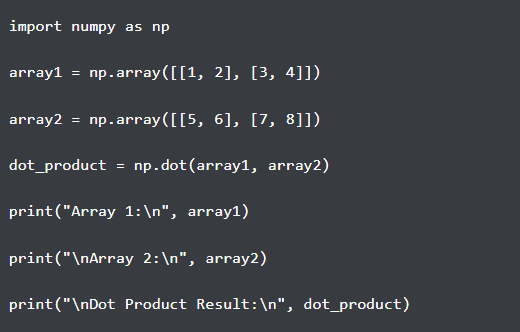 import numpy as np
array1 = np.array([[1, 2], [3, 4]])
array2 = np.array([[5, 6], [7, 8]])
dot_product = np.dot(array1, array2)
print("Array 1:\n", array1)
print("\nArray 2:\n", array2)
print("\nDot Product Result:\n", dot_product)